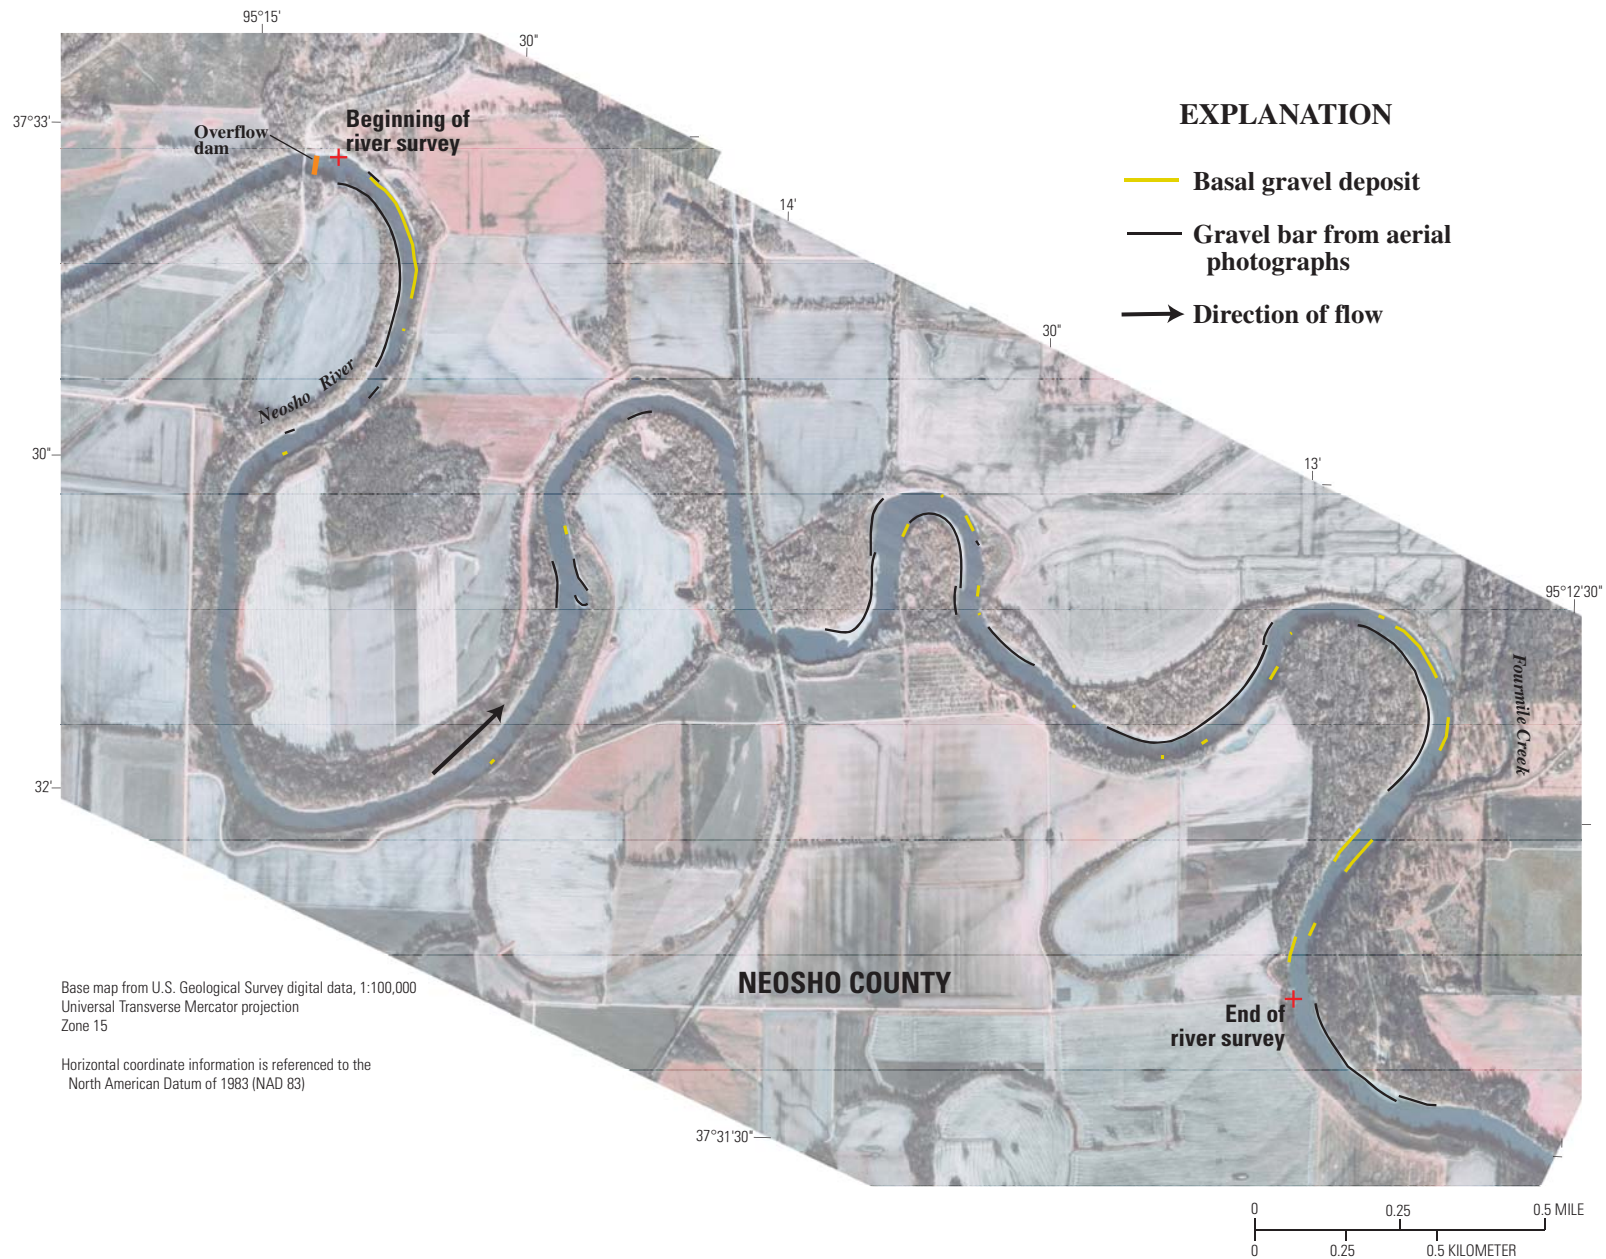 95°15'
30"
37°33'
Overflow
dam
Beginning of
river survey
EXPLANATION
Basal gravel deposit
Gravel bar from aerial
photographs
Direction of flow
14'
30"
Neosho River
30"
13'
95°12'30"
Fourmile Creek
32'
NEOSHO COUNTY
End of
river survey
Base map from U.S. Geological Survey digital data, 1:100,000
Universal Transverse Mercator projection
Zone 15
Horizontal coordinate information is referenced to the
North American Datum of 1983 (NAD 83)
37°31'30"
0 0.25 0.5 MILE
0 0.25 0.5 KILOMETER